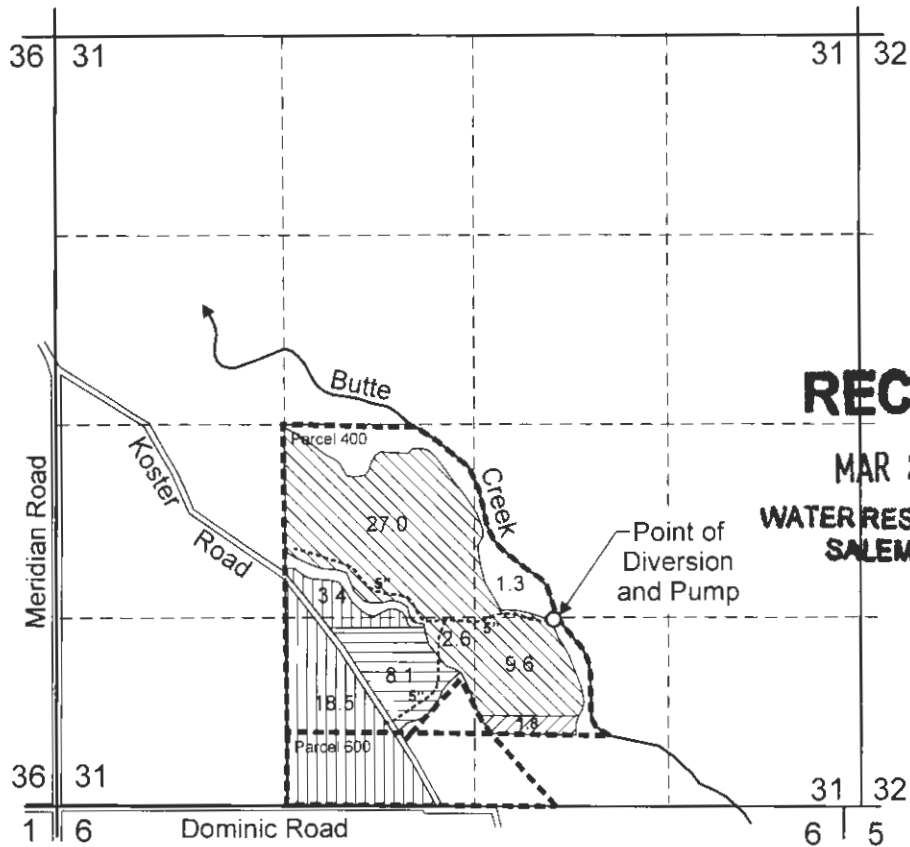 36 31
31 32
Butte
Creek
REC
MAR
WATER RES
SALEM
Parcel 400
Koster
Road
Meridian Road
27.0
Point of
Diversion
and Pump
1.3
5"
3.4
5"
2.6
9.6
8.1
5"
18.5
1.8
Parcel 600
36 31
31 32
1 6
Dominic Road
6 5